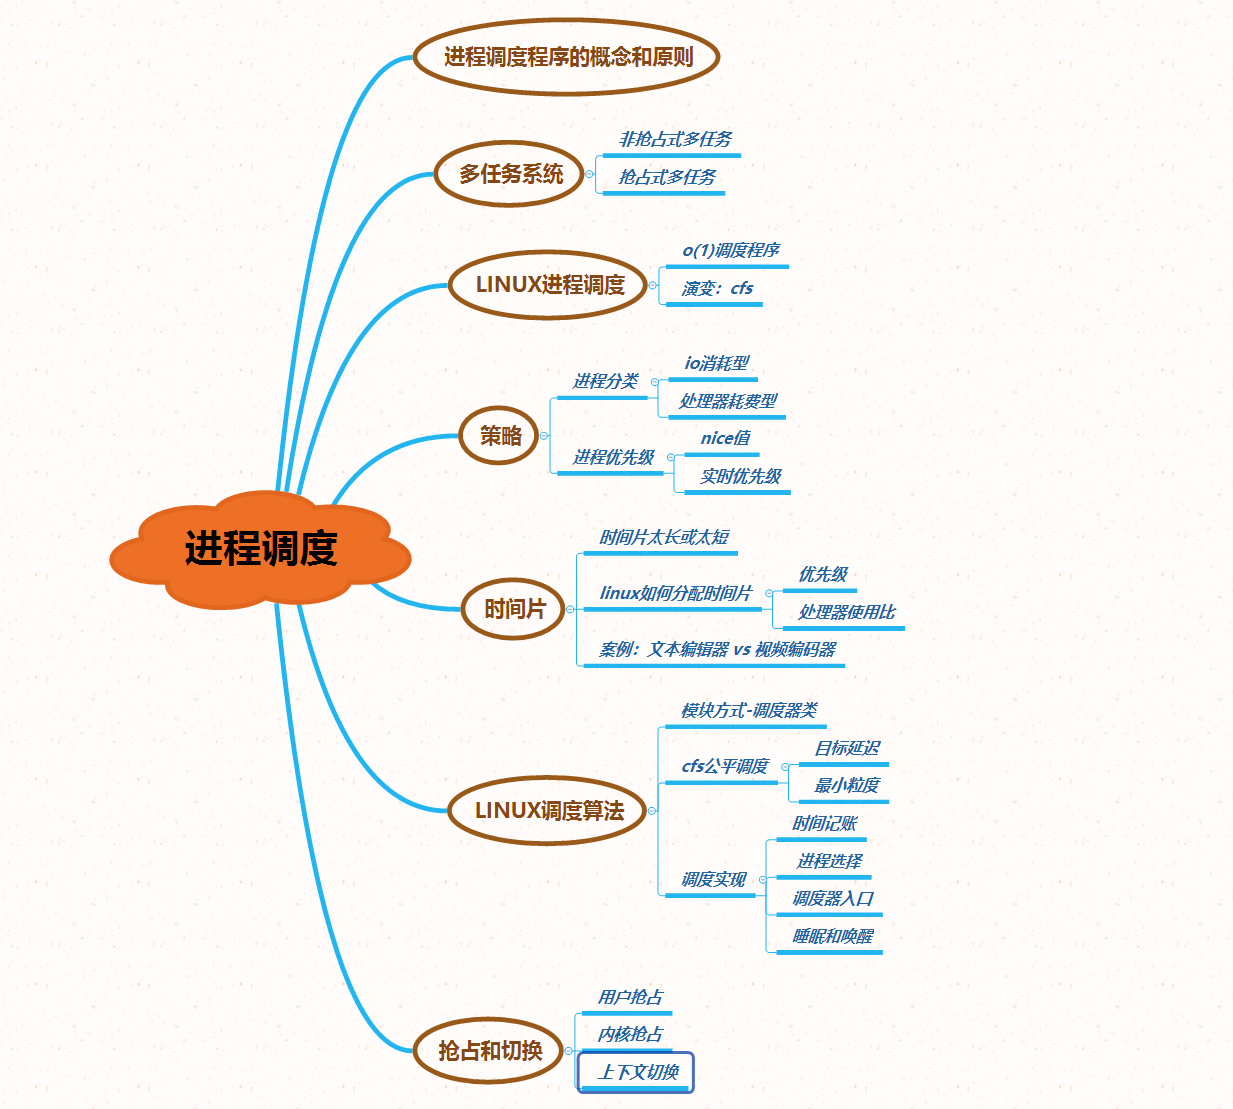 进程调度程序的概念和原则
非抢占式多任务
多任务系统
抢占式多任务
o(1)调度程序
LINUX进程调度
演变：cfs
io消耗型
进程分类
处理器耗费型
策略
nice值
进程优先级
实时优先级
进程调度
时间片太长或太短
优先级
linux如何分配时间片
时间片
处理器使用比
案例：文本编辑器 vs 视频编码器
模块方式-调度器类
目标延迟
cfs公平调度
最小粒度
LINUX调度算法
时间记账
进程选择
调度实现
调度器入口
睡眠和唤醒
用户抢占
内核抢占
抢占和切换
上下文切换